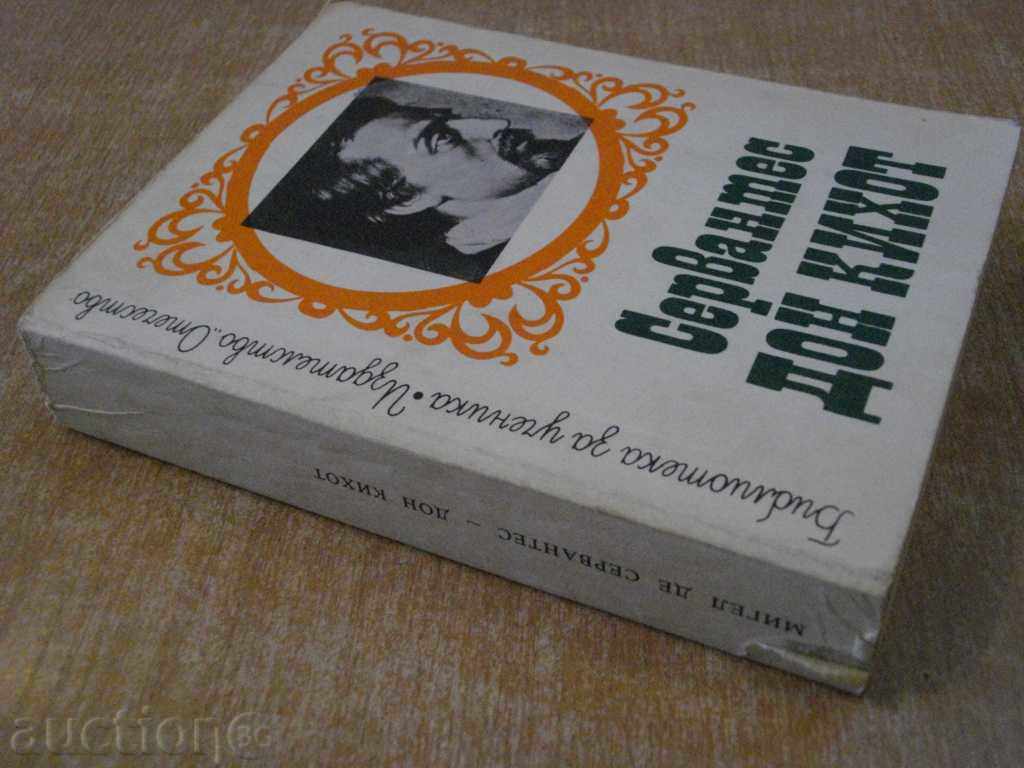 Сервантес
ДОН КИХОТ
Библиотека за ученика • Издателство „Отечество
МИГЕЛ ДЕ СЕРВАНТЕС – ДОН КИХОТ
auction BG